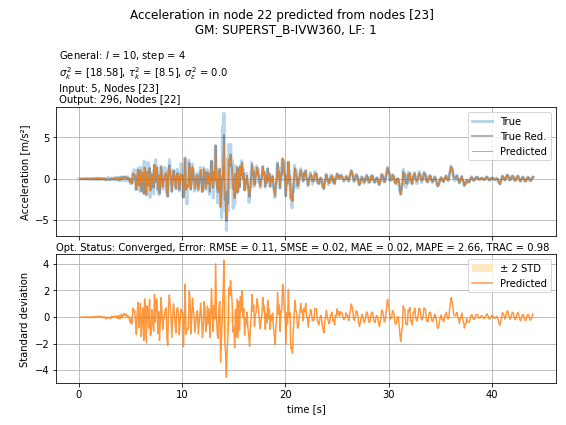 Acceleration in node 22 predicted from nodes [23]
GM: SUPERST_B-IVW360, LF: 1
General: l = 10, step = 4
σ²ₖ = [18.58], τ²ₖ = [8.5], σ²ε = 0.0
Input: 5, Nodes [23]
Output: 296, Nodes [22]
Acceleration [m/s²]
5
0
−5
True
True Red.
Predicted
Opt. Status: Converged, Error: RMSE = 0.11, SMSE = 0.02, MAE = 0.02, MAPE = 2.66, TRAC = 0.98
Standard deviation
4
2
0
−2
−4
± 2 STD
Predicted
0 10 20 30 40
time [s]